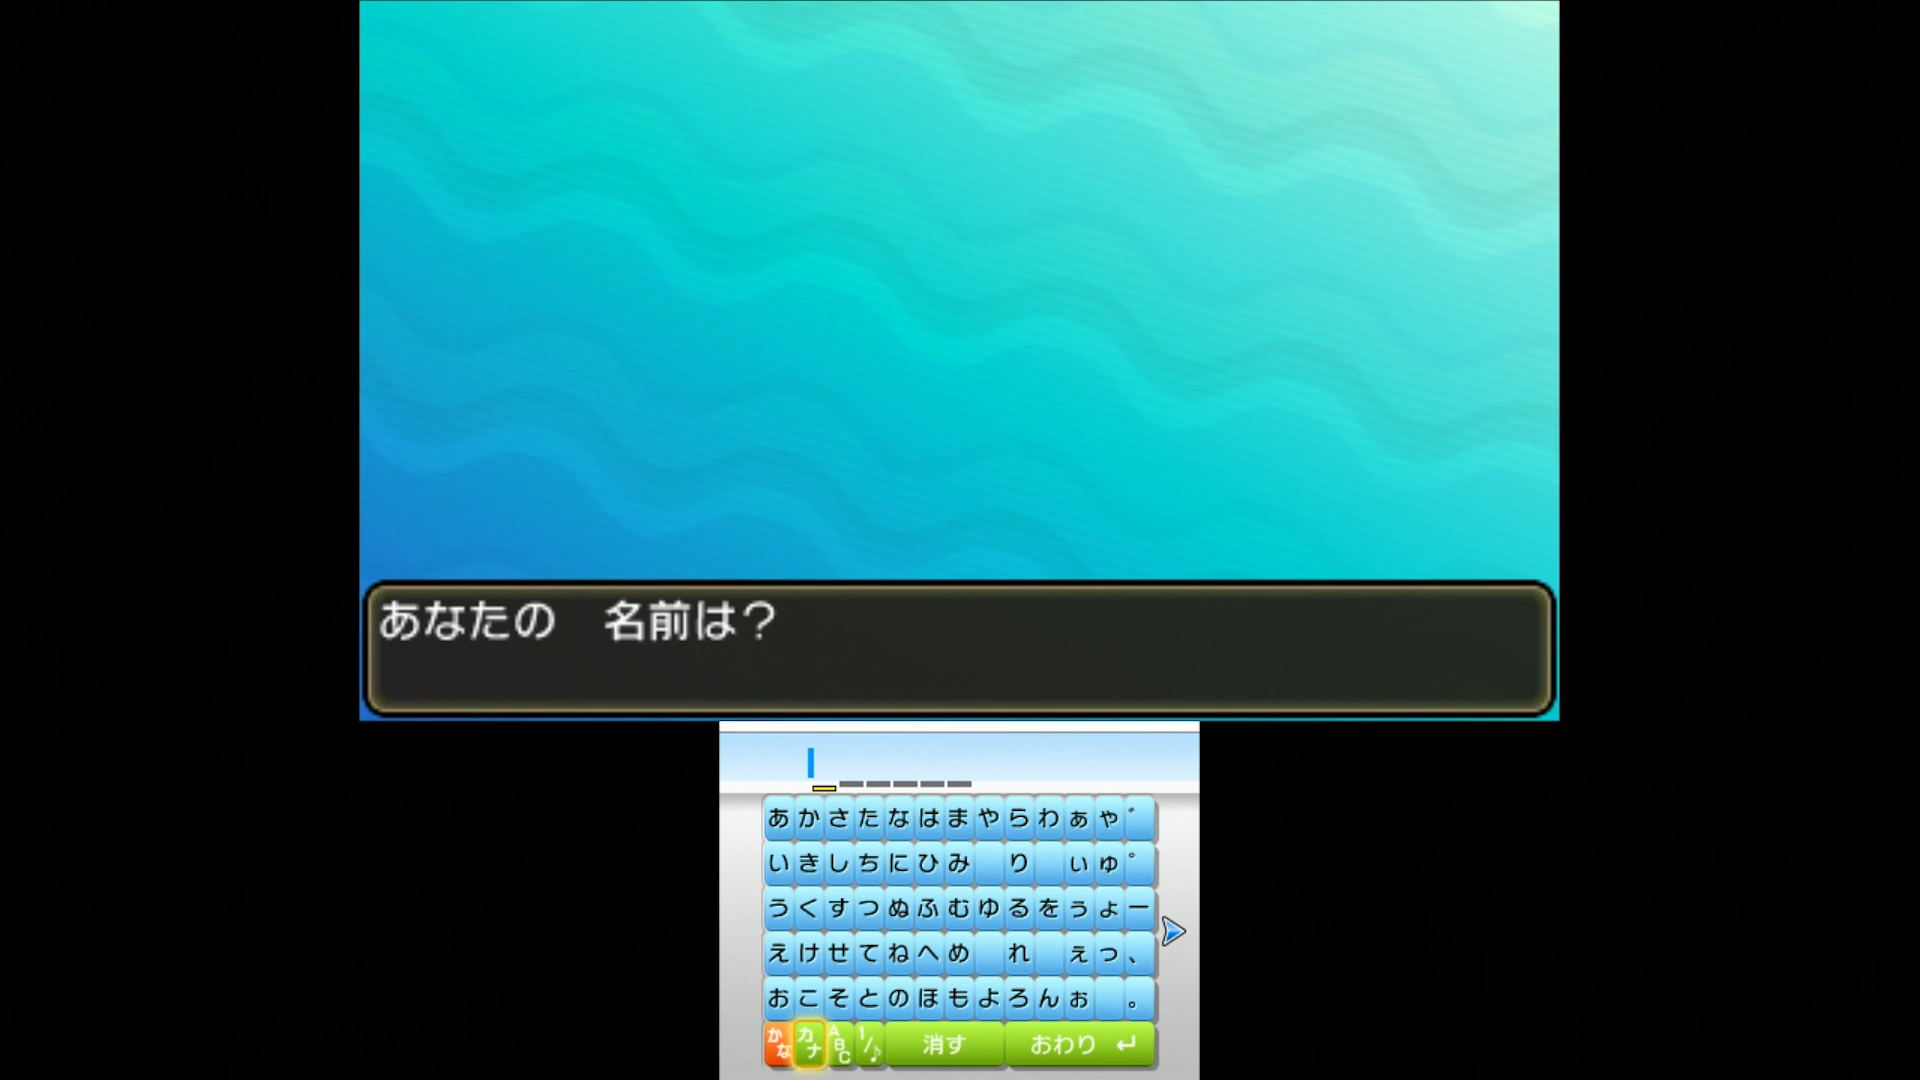 あなたの　名前は？
あかさたなはまやらわぁゃ゛
いきしちにひみ　り　ぃゅ゜
うくすつぬふむゆるをぅょー
えけせてねへめ　れ　ぇっ、
おこそとのほもよろんぉ　。
かな カナ ABC 1/♪ 消す おわり ↵